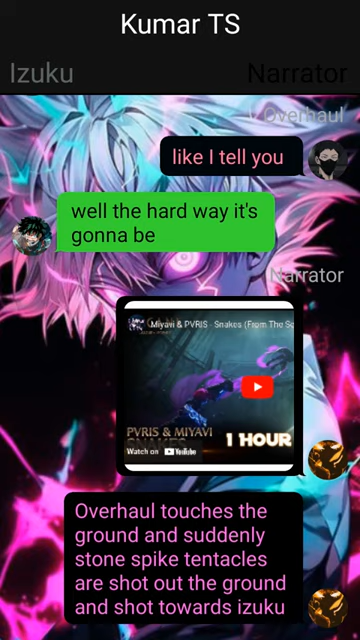 Kumar TS
Izuku
Narrator
Overhaul
like I tell you
well the hard way it's
gonna be
Narrator
Miyavi & PVRIS - Snakes (From The Se
PVRIS & MIYAVI
SNAKES
1 HOUR
Watch on YouTube
Overhaul touches the
ground and suddenly
stone spike tentacles
are shot out the ground
and shot towards izuku